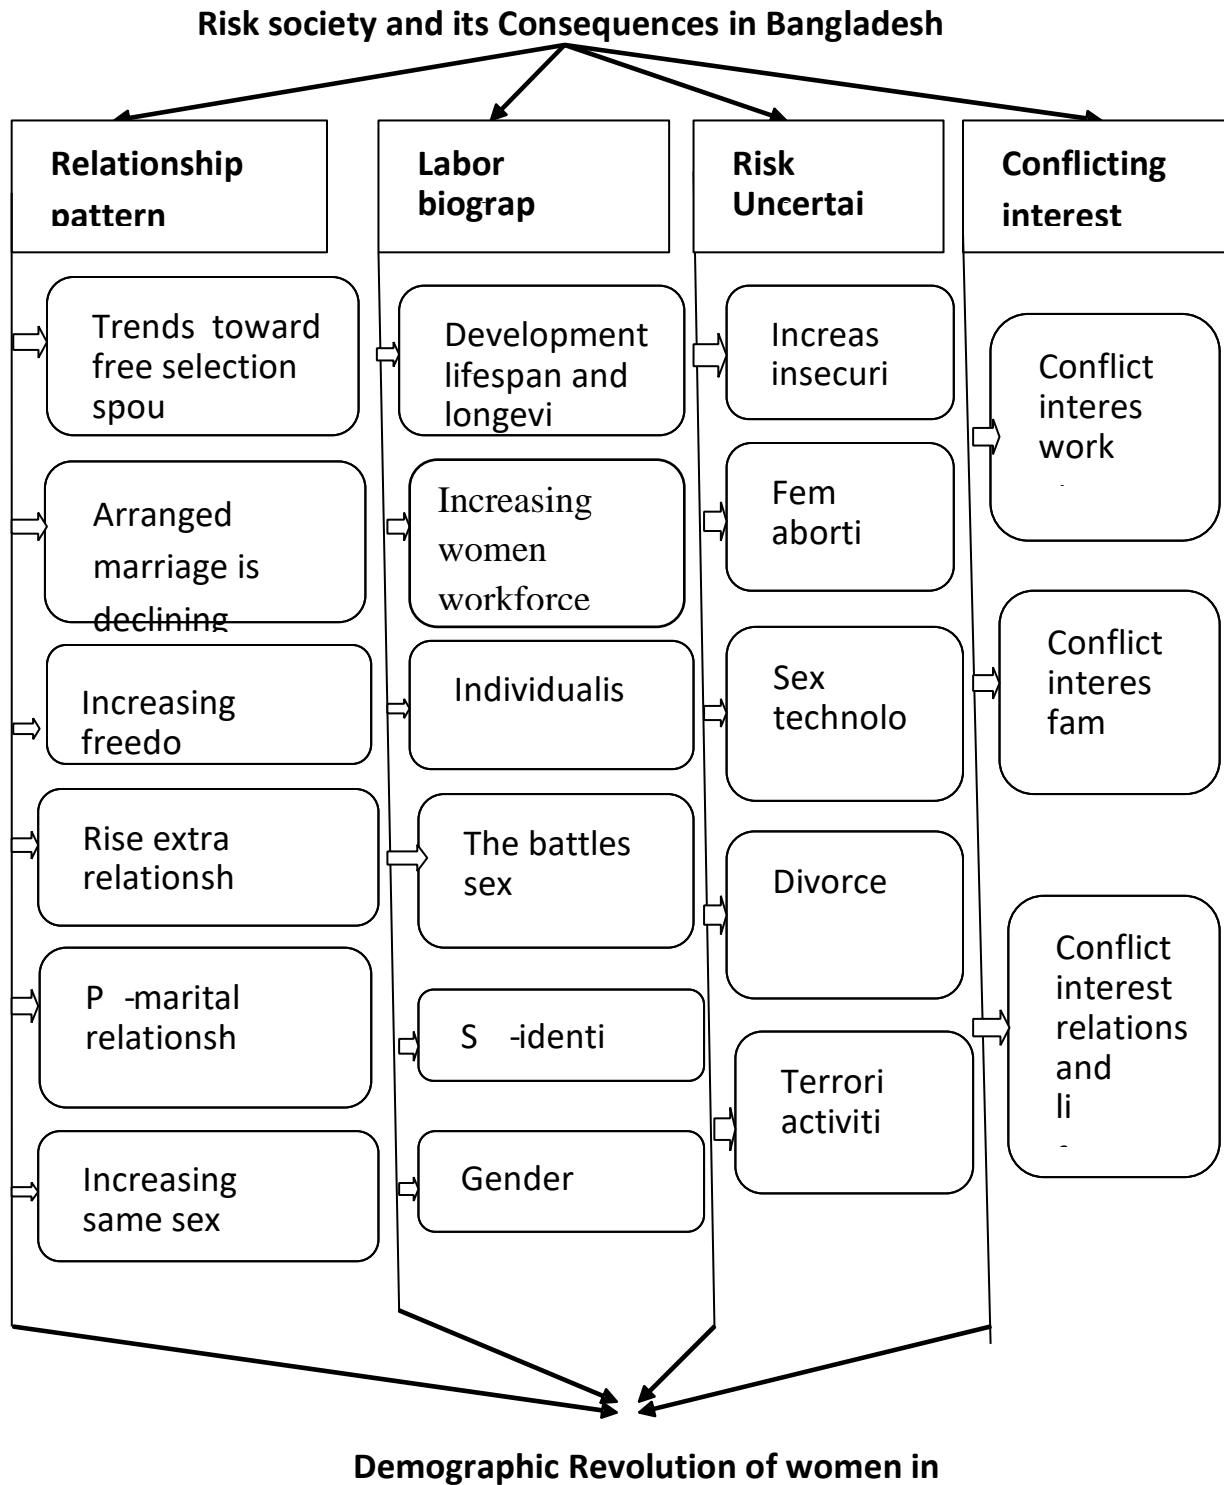 Risk society and its Consequences in Bangladesh
Relationship
pattern
Labor
biograp
Risk
Uncertai
Conflicting
interest
Trends toward
free selection
spou
Arranged
marriage is
declining
Increasing
freedo
Rise extra
relationsh
P -marital
relationsh
Increasing
same sex
Development
lifespan and
longevi
Increasing
women
workforce
Individualis
The battles
sex
S -identi
Gender
Increas
insecuri
Fem
aborti
Sex
technolo
Divorce
Terrori
activiti
Conflict
interes
work
Conflict
interes
fam
Conflict
interest
relations
and
li
Demographic Revolution of women in